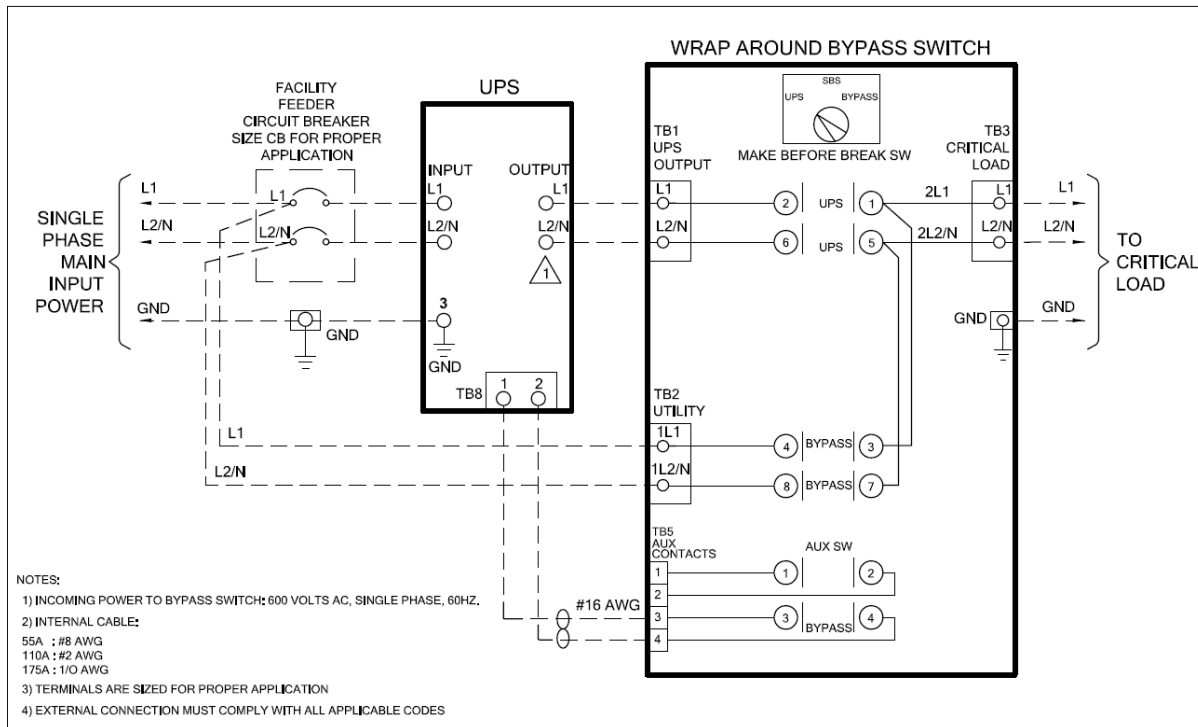 WRAP AROUND BYPASS SWITCH
FACILITY
FEEDER
CIRCUIT BREAKER
SIZE CB FOR PROPER
APPLICATION
UPS
SBS
UPS
BYPASS
MAKE BEFORE BREAK SW
TB1
UPS
OUTPUT
TB3
CRITICAL
LOAD
SINGLE
PHASE
MAIN
INPUT
POWER
L1
L2/N
GND
L1
L2/N
GND
INPUT
L1
L2/N
3
GND
OUTPUT
L1
L2/N
1
TB8
1
2
L1
L2/N
2
UPS
1
2L1
6
UPS
5
2L2/N
L1
L2/N
GND
L1
L2/N
GND
TO
CRITICAL
LOAD
L1
L2/N
TB2
UTILITY
1L1
1L2/N
4
BYPASS
3
8
BYPASS
7
TB5
AUX
CONTACTS
1
2
3
4
AUX SW
1
2
3
BYPASS
4
#16 AWG
NOTES:
1) INCOMING POWER TO BYPASS SWITCH: 600 VOLTS AC, SINGLE PHASE, 60HZ.
2) INTERNAL CABLE:
55A : #8 AWG
110A : #2 AWG
175A : 1/O AWG
3) TERMINALS ARE SIZED FOR PROPER APPLICATION
4) EXTERNAL CONNECTION MUST COMPLY WITH ALL APPLICABLE CODES